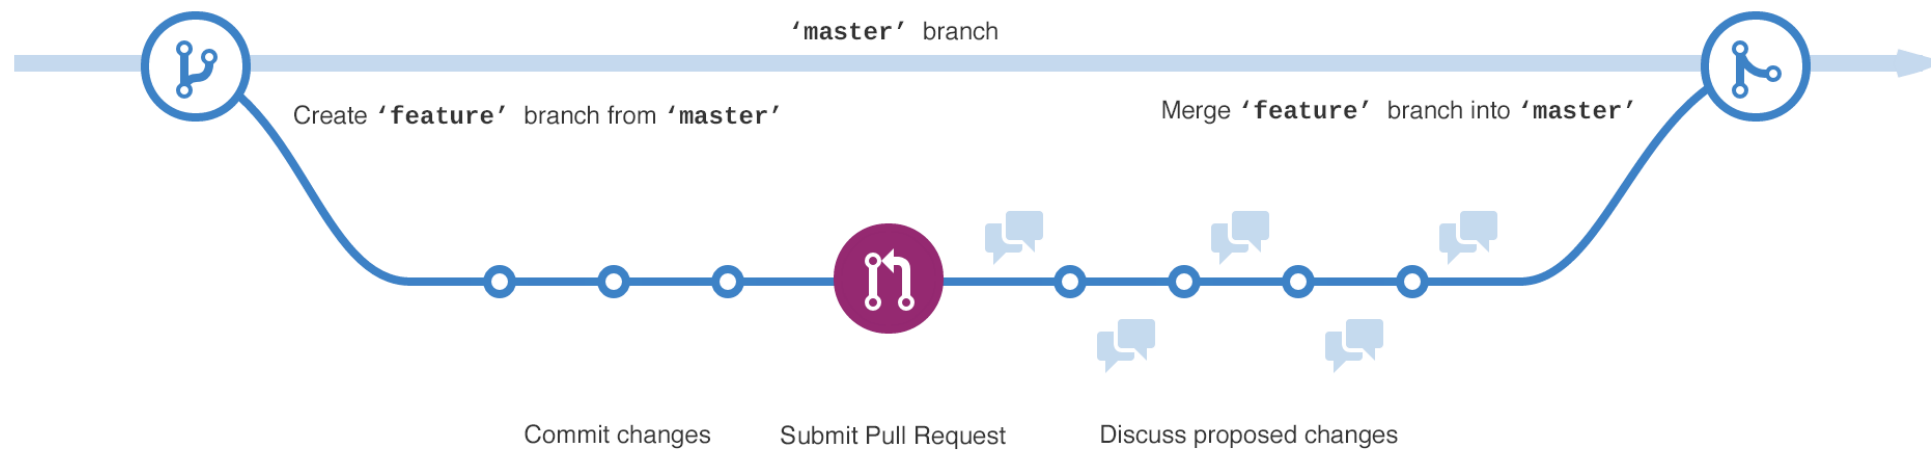 ‘master’ branch
Create ‘feature’ branch from ‘master’
Merge ‘feature’ branch into ‘master’
Commit changes
Submit Pull Request
Discuss proposed changes